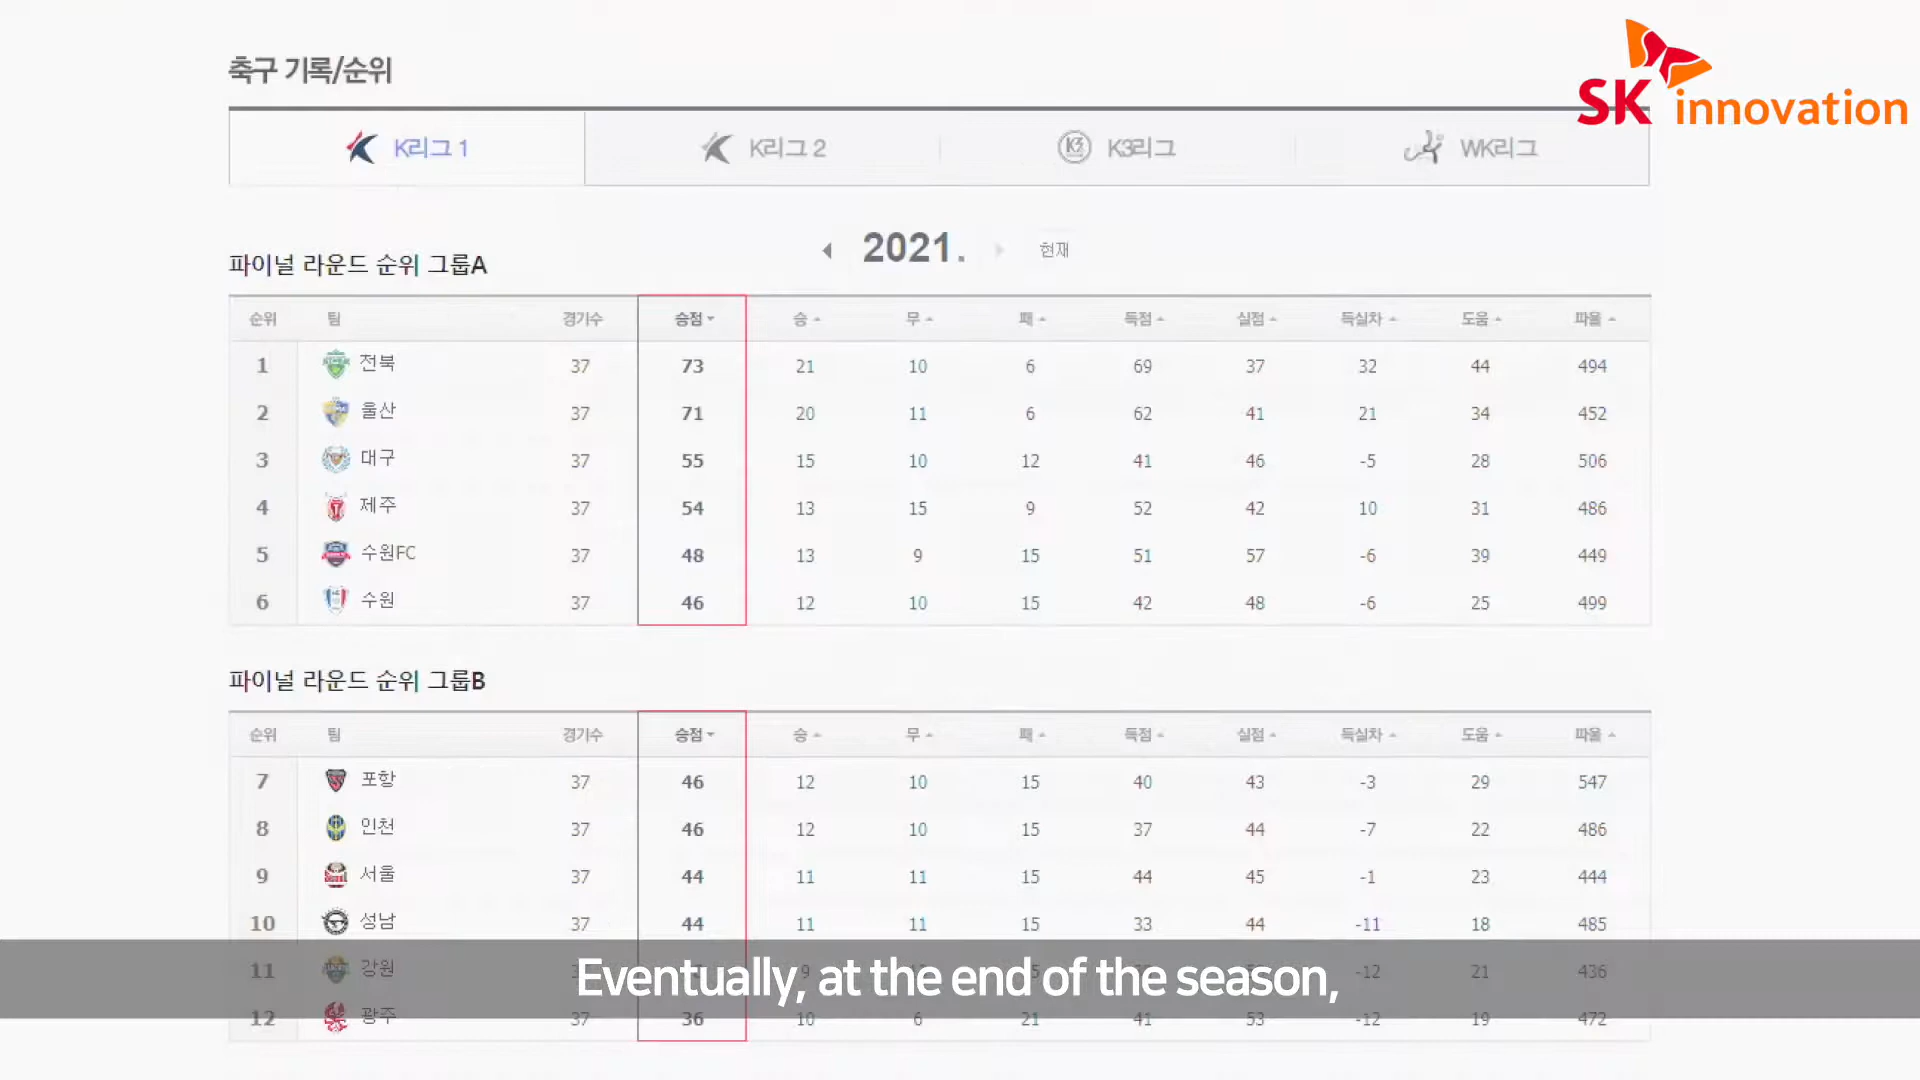 축구 기록/순위
SK innovation
K리그 1 K리그 2 K3리그 WK리그
2021. 현재
파이널 라운드 순위 그룹A
순위 팀 경기수 승점 승 무 패 득점 실점 득실차 도움 파울
1 전북 37 73 21 10 6 69 37 32 44 494
2 울산 37 71 20 11 6 62 41 21 34 452
3 대구 37 55 15 10 12 41 46 -5 28 506
4 제주 37 54 13 15 9 52 42 10 31 486
5 수원FC 37 48 13 9 15 51 57 -6 39 449
6 수원 37 46 12 10 15 42 48 -6 25 499
파이널 라운드 순위 그룹B
순위 팀 경기수 승점 승 무 패 득점 실점 득실차 도움 파울
7 포항 37 46 12 10 15 40 43 -3 29 547
8 인천 37 46 12 10 15 37 44 -7 22 486
9 서울 37 44 11 11 15 44 45 -1 23 444
10 성남 37 44 11 11 15 33 44 -11 18 485
11 강원 9 -12 21 436
Eventually, at the end of the season,
12 광주 37 36 10 6 21 41 53 -12 19 472